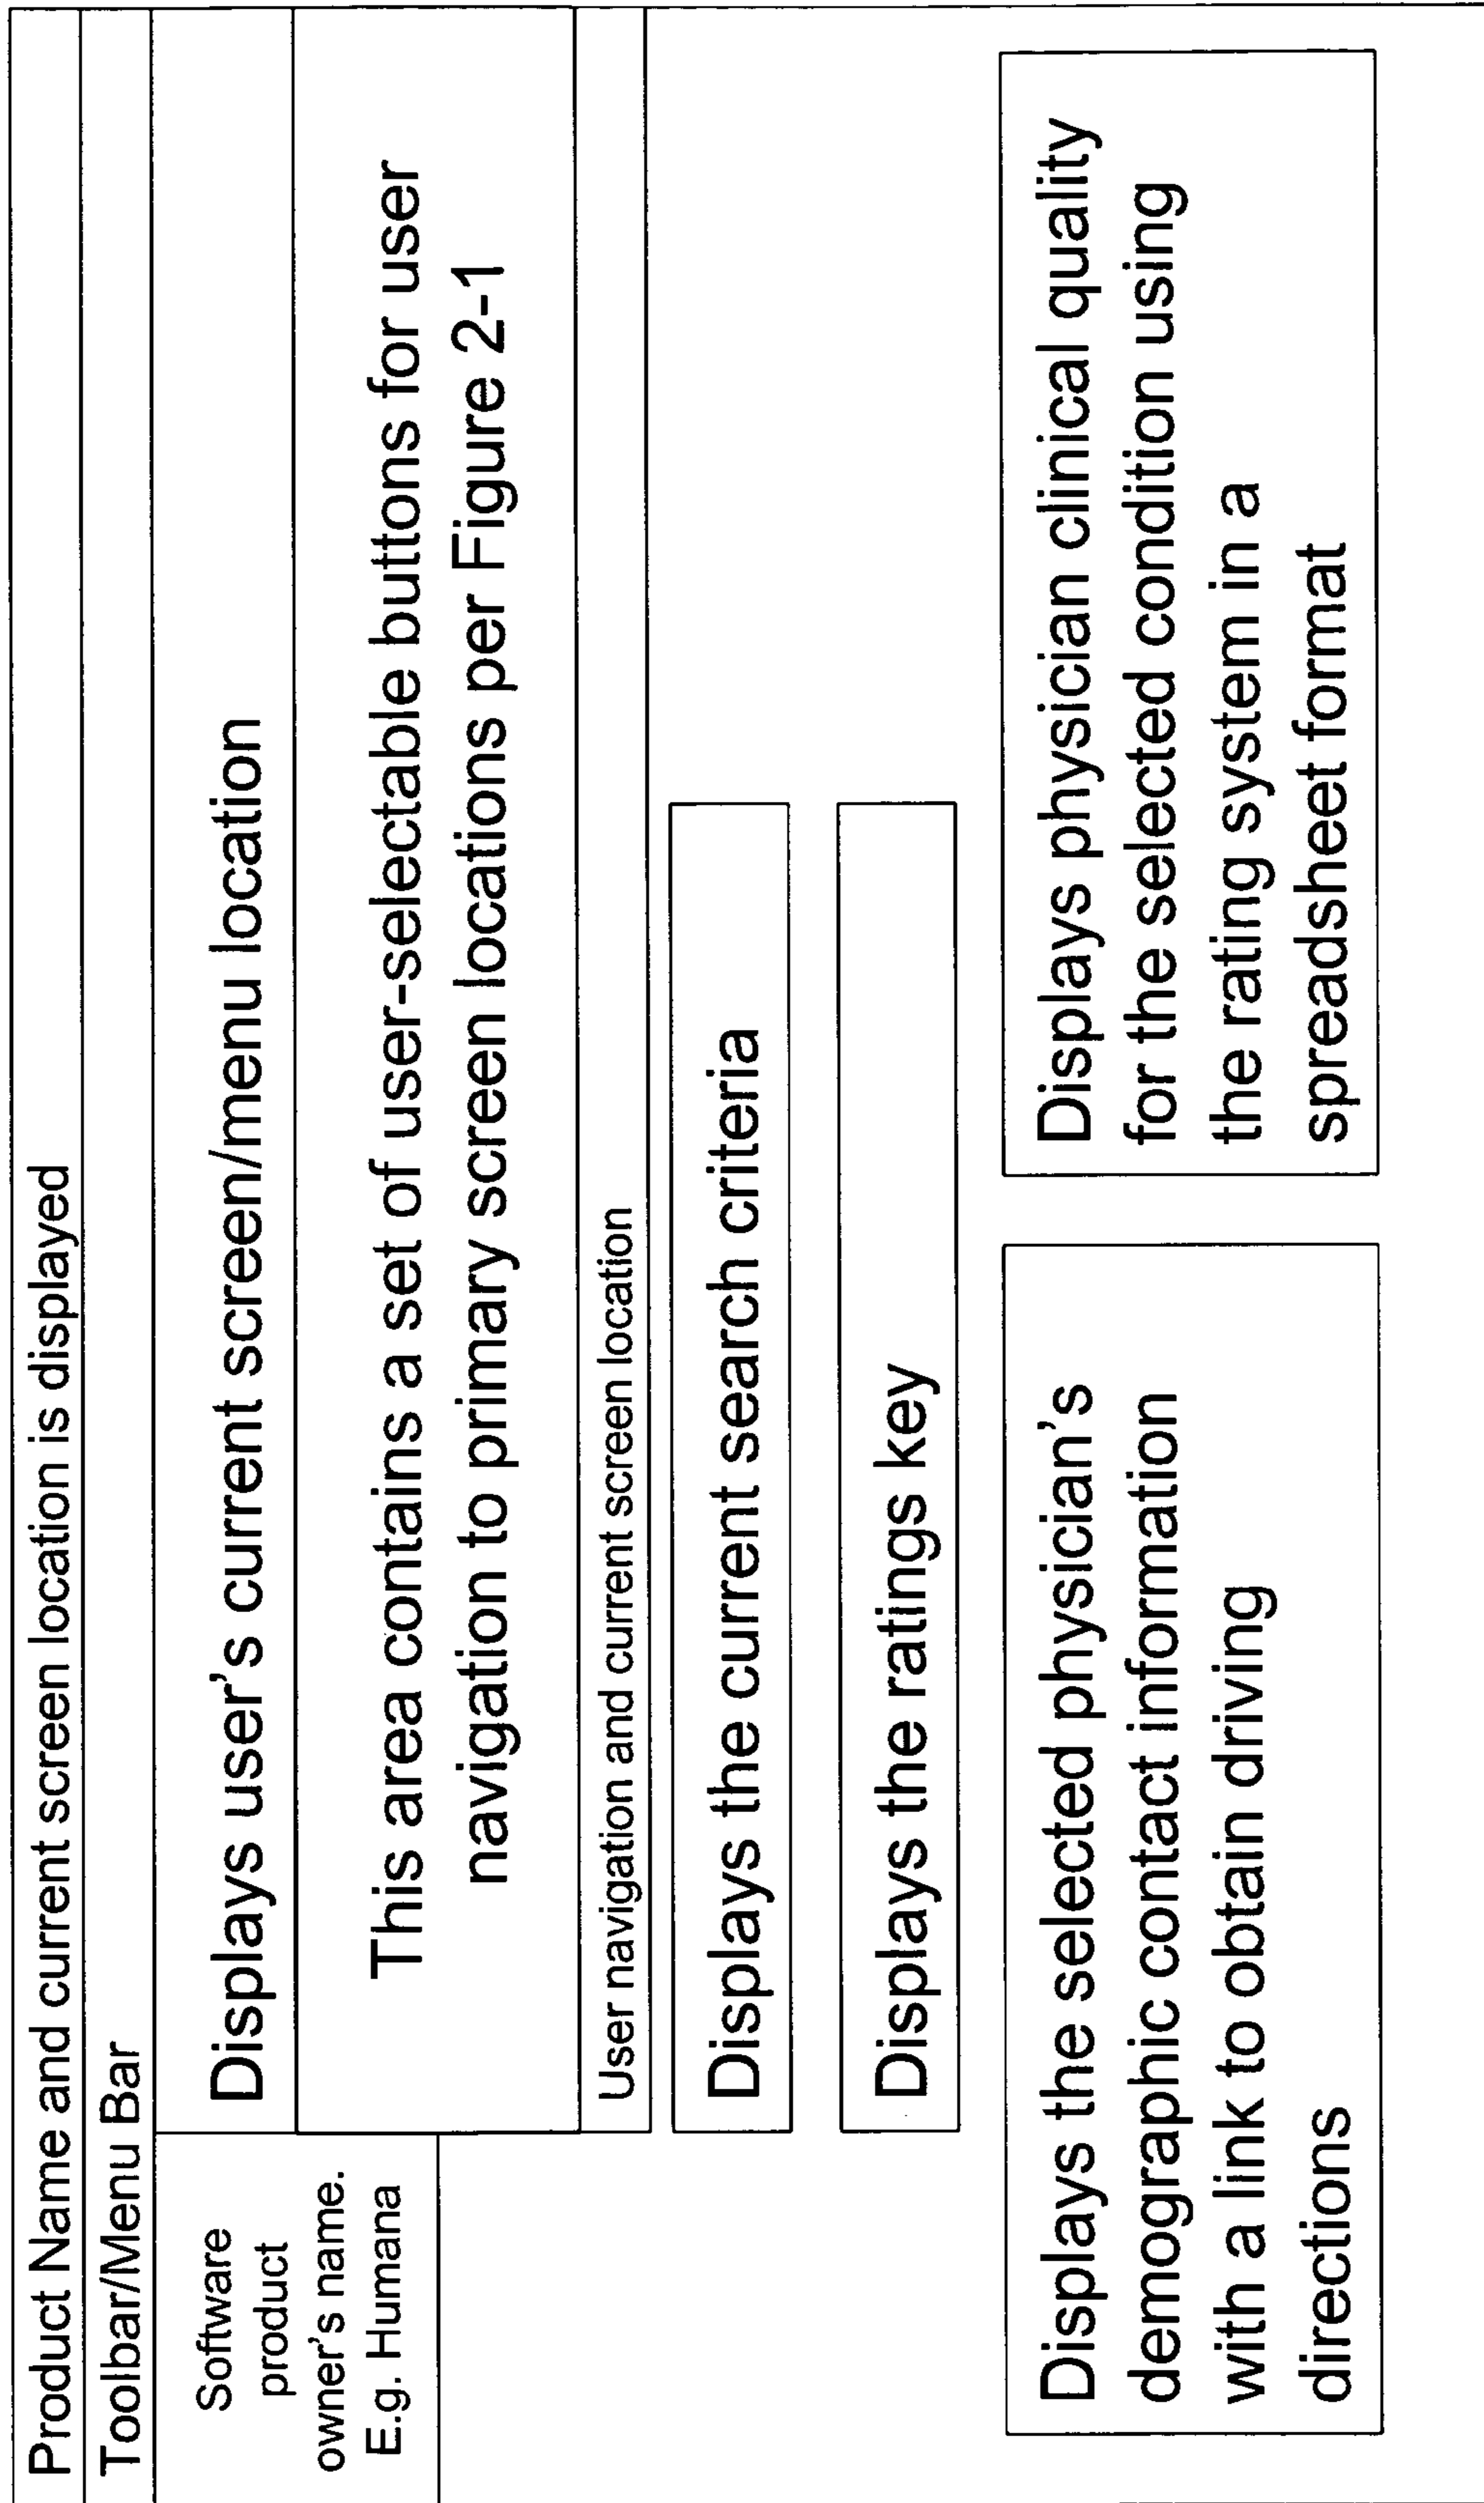 Product Name and current screen location is displayed
Toolbar/Menu Bar
Software
product
owner's name.
E.g. Humana
Displays user's current screen/menu location
This area contains a set of user-selectable buttons for user
navigation to primary screen locations per Figure 2-1
User navigation and current screen location
Displays the current search criteria
Displays the ratings key
Displays the selected physician's
demographic contact information
with a link to obtain driving
directions
Displays physician clinical quality
for the selected condition using
the rating system in a
spreadsheet format